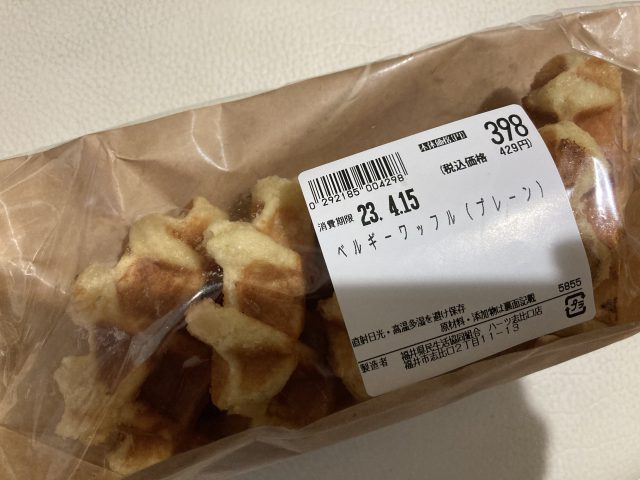 本体価格(円) 398
(税込価格 429円)
0 292185 004298
消費期限 23. 4.15
ベルギーワッフル(プレーン)
5855
直射日光・高温多湿を避け保存
原材料・添加物は裏面記載
製造者 福井県民生活協同組合 ハーツ志比口店
福井市志比口2丁目11-19
プラ